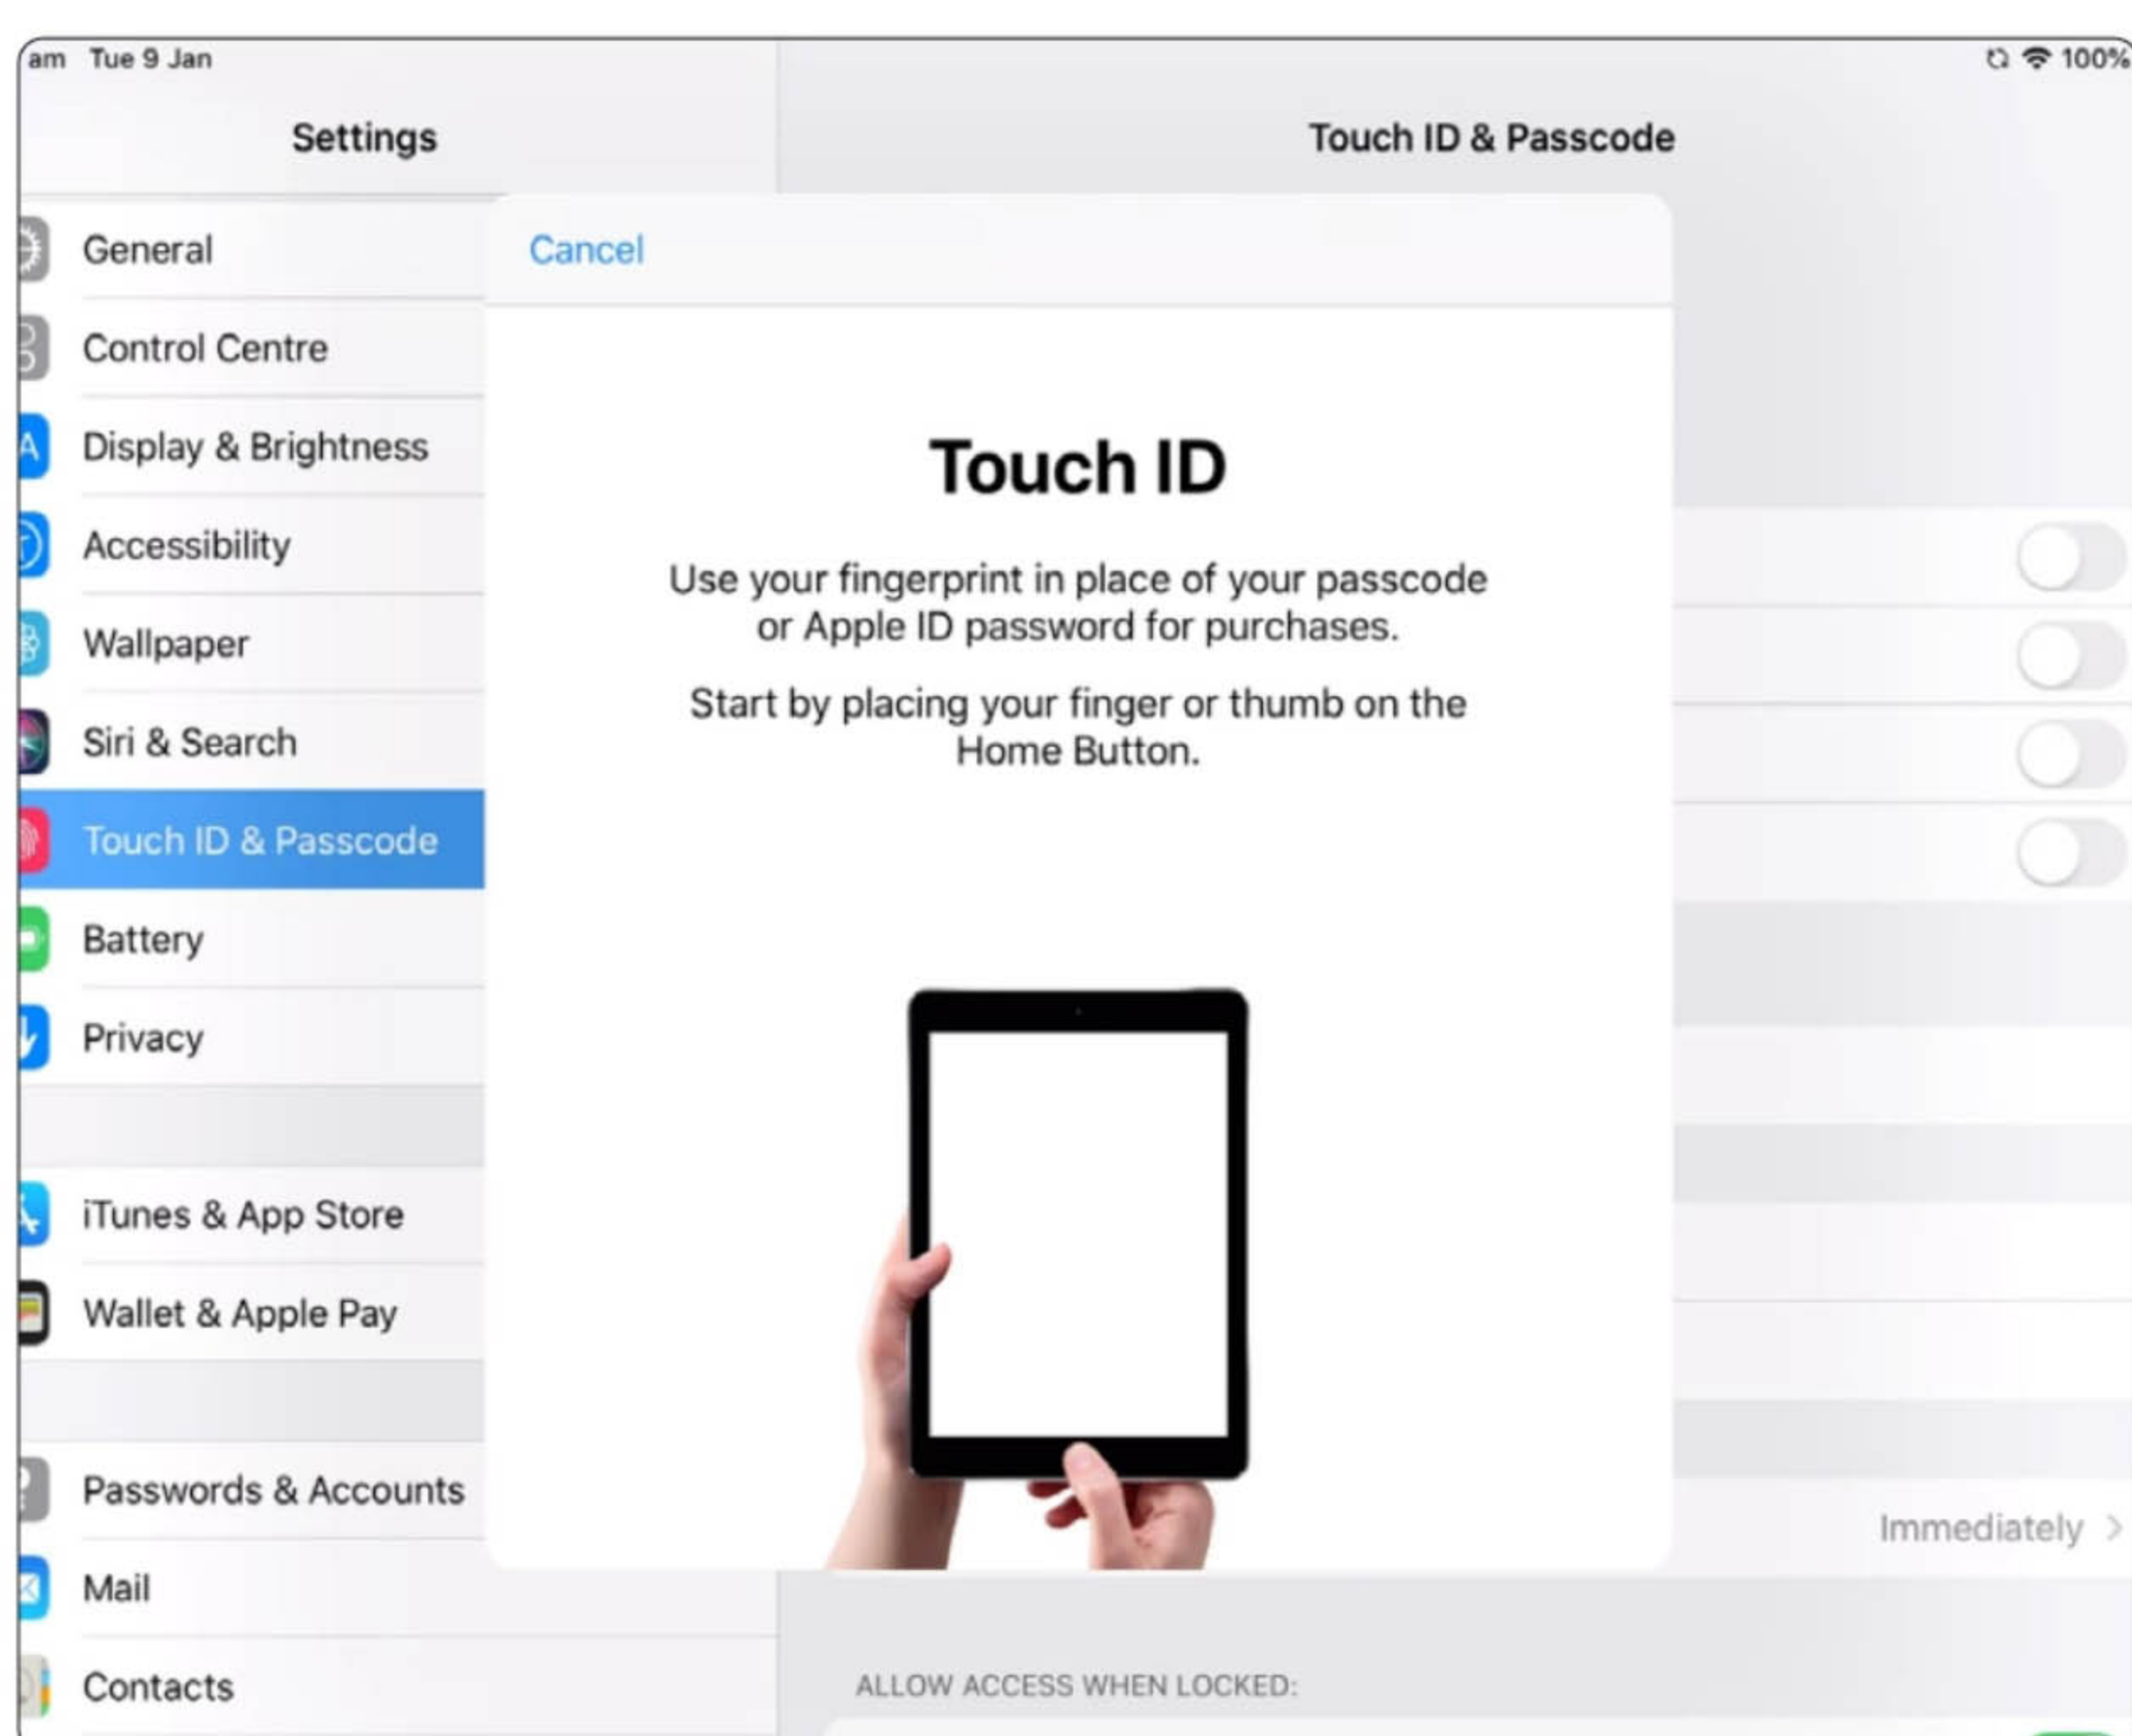 am Tue 9 Jan
100%
Settings
Touch ID & Passcode
General
Control Centre
Display & Brightness
Accessibility
Wallpaper
Siri & Search
Touch ID & Passcode
Battery
Privacy
iTunes & App Store
Wallet & Apple Pay
Passwords & Accounts
Mail
Contacts
Cancel
Touch ID
Use your fingerprint in place of your passcode
or Apple ID password for purchases.
Start by placing your finger or thumb on the
Home Button.
Immediately
ALLOW ACCESS WHEN LOCKED: